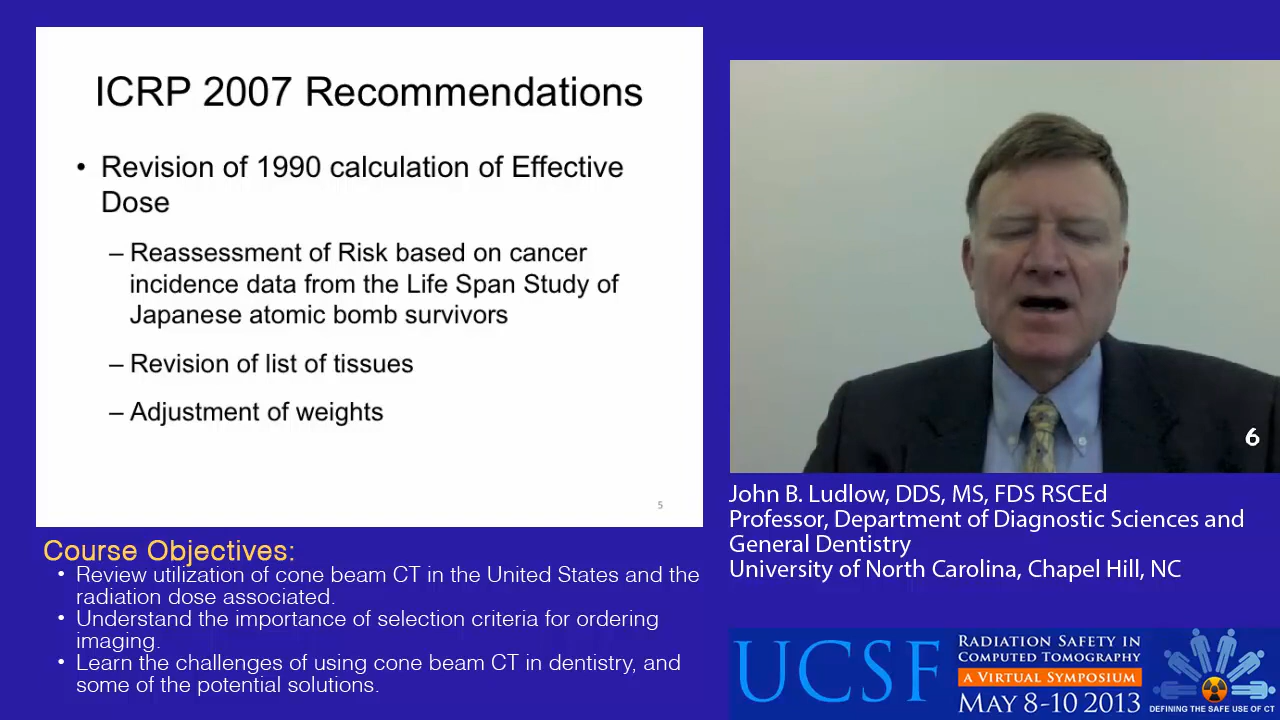 ICRP 2007 Recommendations
• Revision of 1990 calculation of Effective
Dose
– Reassessment of Risk based on cancer
incidence data from the Life Span Study of
Japanese atomic bomb survivors
– Revision of list of tissues
– Adjustment of weights
5
6
Course Objectives:
• Review utilization of cone beam CT in the United States and the
radiation dose associated.
• Understand the importance of selection criteria for ordering
imaging.
• Learn the challenges of using cone beam CT in dentistry, and
some of the potential solutions.
John B. Ludlow, DDS, MS, FDS RSCEd
Professor, Department of Diagnostic Sciences and
General Dentistry
University of North Carolina, Chapel Hill, NC
UCSF
RADIATION SAFETY IN
COMPUTED TOMOGRAPHY
A VIRTUAL SYMPOSIUM
MAY 8-10 2013
DEFINING THE SAFE USE OF CT